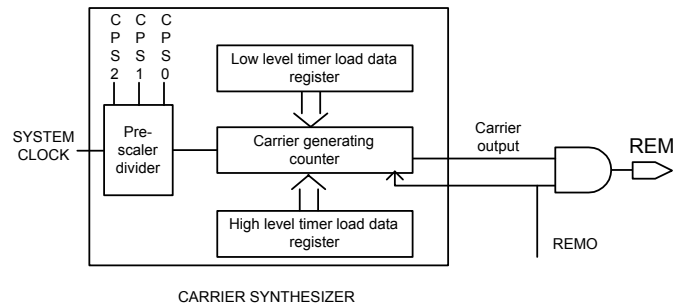 C C C
P P P
S S S
2 1 0
Low level timer load data
register
SYSTEM
CLOCK
Pre-
scaler
divider
Carrier generating
counter
Carrier
output
REM
High level timer load data
register
REMO
CARRIER SYNTHESIZER